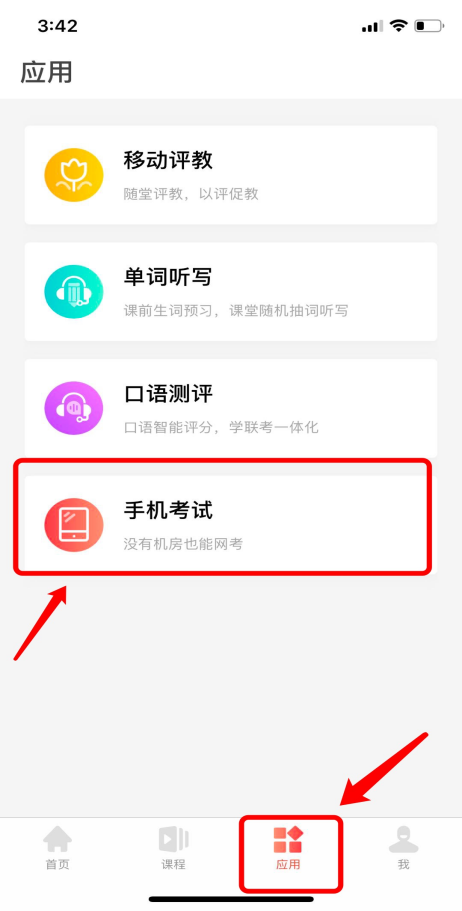 3:42
应用
移动评教
随堂评教，以评促教
单词听写
课前生词预习，课堂随机抽词听写
口语测评
口语智能评分，学联考一体化
手机考试
没有机房也能网考
首页
课程
应用
我